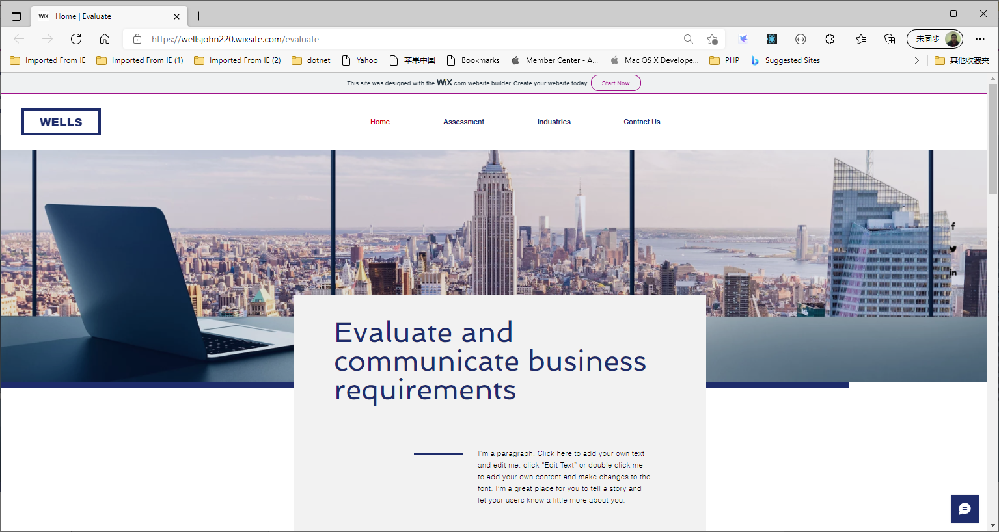 WiX Home | Evaluate
https://wellsjohn220.wixsite.com/evaluate
未同步
Imported From IE Imported From IE (1) Imported From IE (2) dotnet Yahoo 苹果中国 Bookmarks Member Center - A... Mac OS X Develope... PHP Suggested Sites 其他收藏夹
This site was designed with the WiX.com website builder. Create your website today. Start Now
WELLS
Home Assessment Industries Contact Us
Evaluate and
communicate business
requirements
I'm a paragraph. Click here to add your own text
and edit me. click "Edit Text" or double click me
to add your own content and make changes to the
font. I'm a great place for you to tell a story and
let your users know a little more about you.